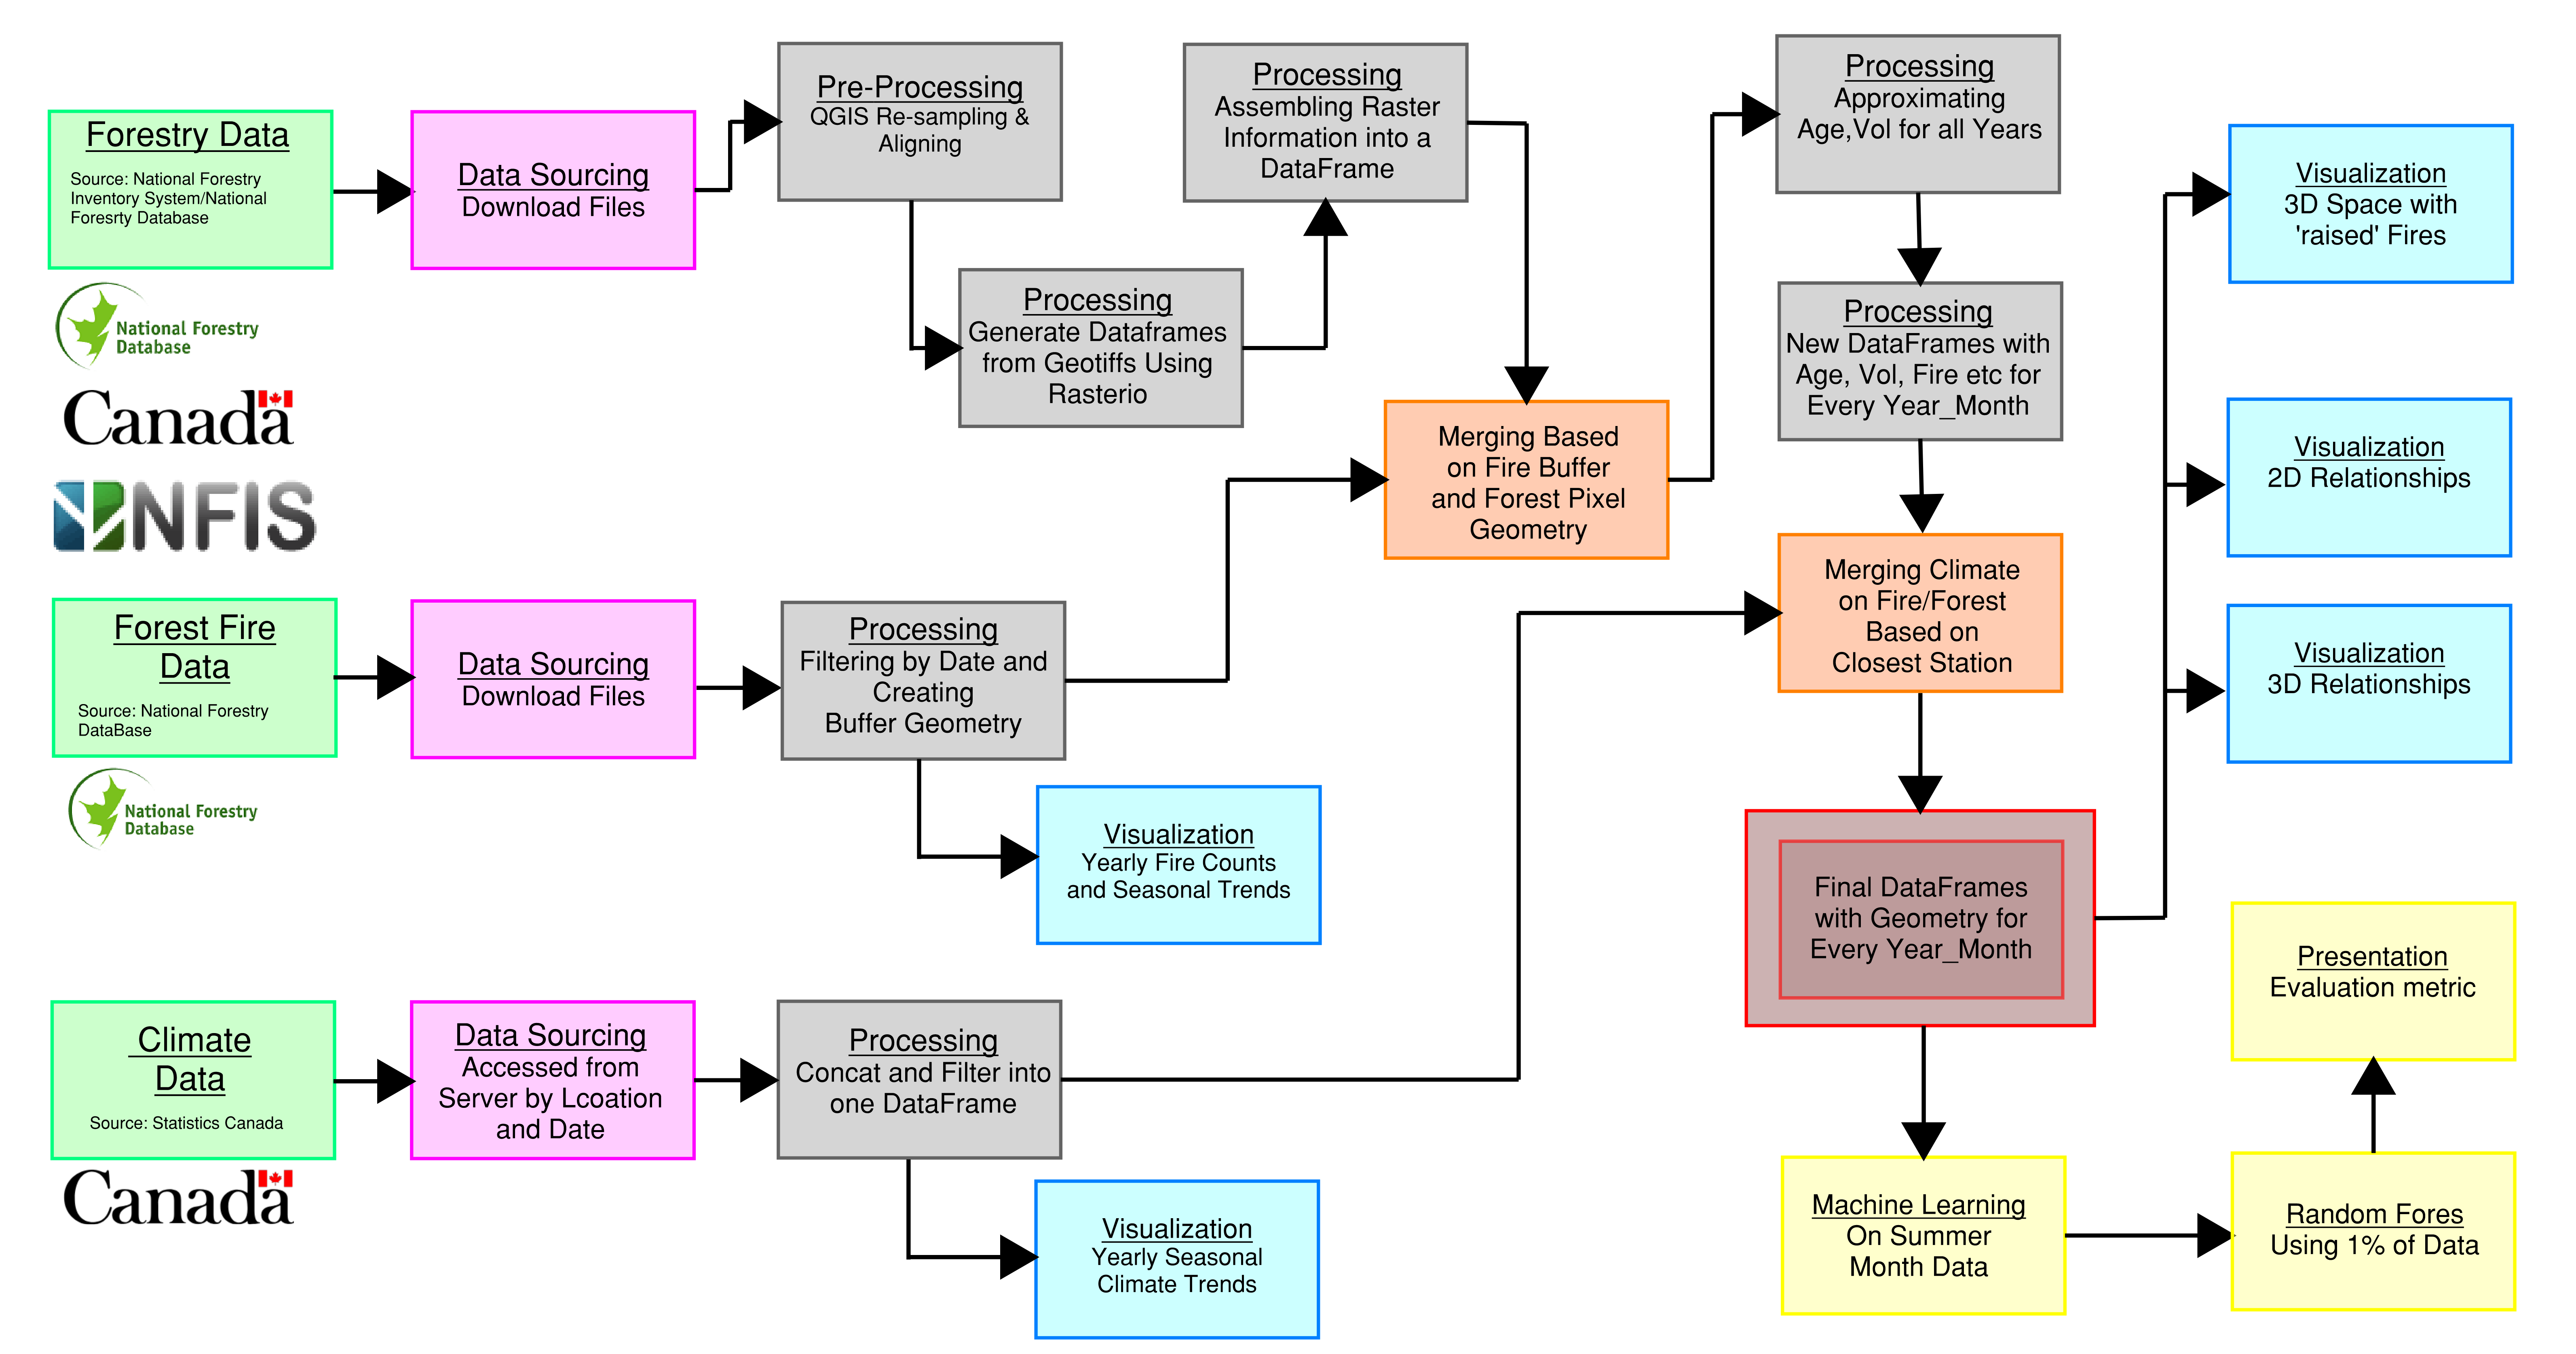 Forestry Data
Source: National Forestry
Inventory System/National
Foresrty Database
National Forestry
Database
Canada
NFIS
Data Sourcing
Download Files
Pre-Processing
QGIS Re-sampling &
Aligning
Processing
Generate Dataframes
from Geotiffs Using
Rasterio
Processing
Assembling Raster
Information into a
DataFrame
Merging Based
on Fire Buffer
and Forest Pixel
Geometry
Processing
Approximating
Age,Vol for all Years
Processing
New DataFrames with
Age, Vol, Fire etc for
Every Year_Month
Merging Climate
on Fire/Forest
Based on
Closest Station
Final DataFrames
with Geometry for
Every Year_Month
Visualization
3D Space with
'raised' Fires
Visualization
2D Relationships
Visualization
3D Relationships
Forest Fire
Data
Source: National Forestry
DataBase
National Forestry
Database
Data Sourcing
Download Files
Processing
Filtering by Date and
Creating
Buffer Geometry
Visualization
Yearly Fire Counts
and Seasonal Trends
Climate
Data
Source: Statistics Canada
Canada
Data Sourcing
Accessed from
Server by Lcoation
and Date
Processing
Concat and Filter into
one DataFrame
Visualization
Yearly Seasonal
Climate Trends
Machine Learning
On Summer
Month Data
Random Fores
Using 1% of Data
Presentation
Evaluation metric